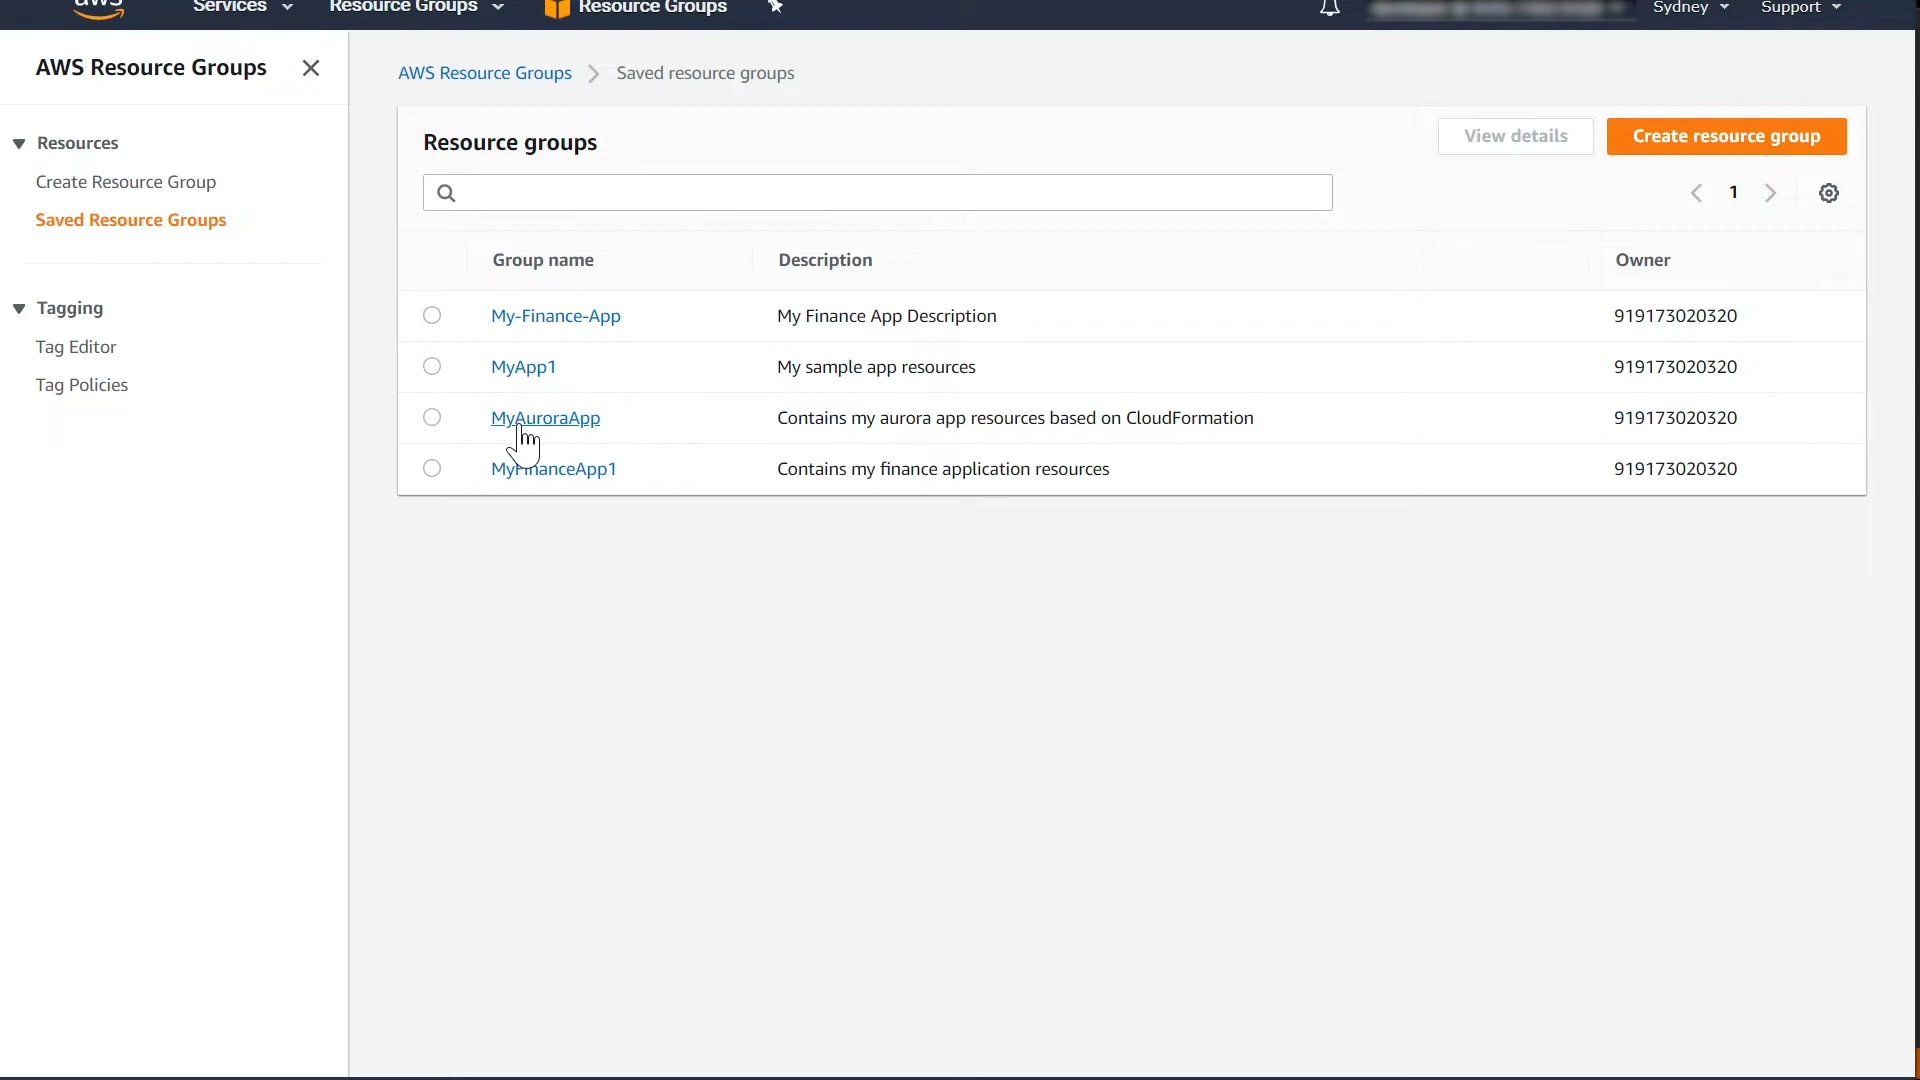 aws Services Resource Groups Resource Groups Sydney Support
AWS Resource Groups
AWS Resource Groups Saved resource groups
Resources
Create Resource Group
Saved Resource Groups
Tagging
Tag Editor
Tag Policies
Resource groups View details Create resource group
1
Group name Description Owner
My-Finance-App My Finance App Description 919173020320
MyApp1 My sample app resources 919173020320
MyAuroraApp Contains my aurora app resources based on CloudFormation 919173020320
MyFinanceApp1 Contains my finance application resources 919173020320